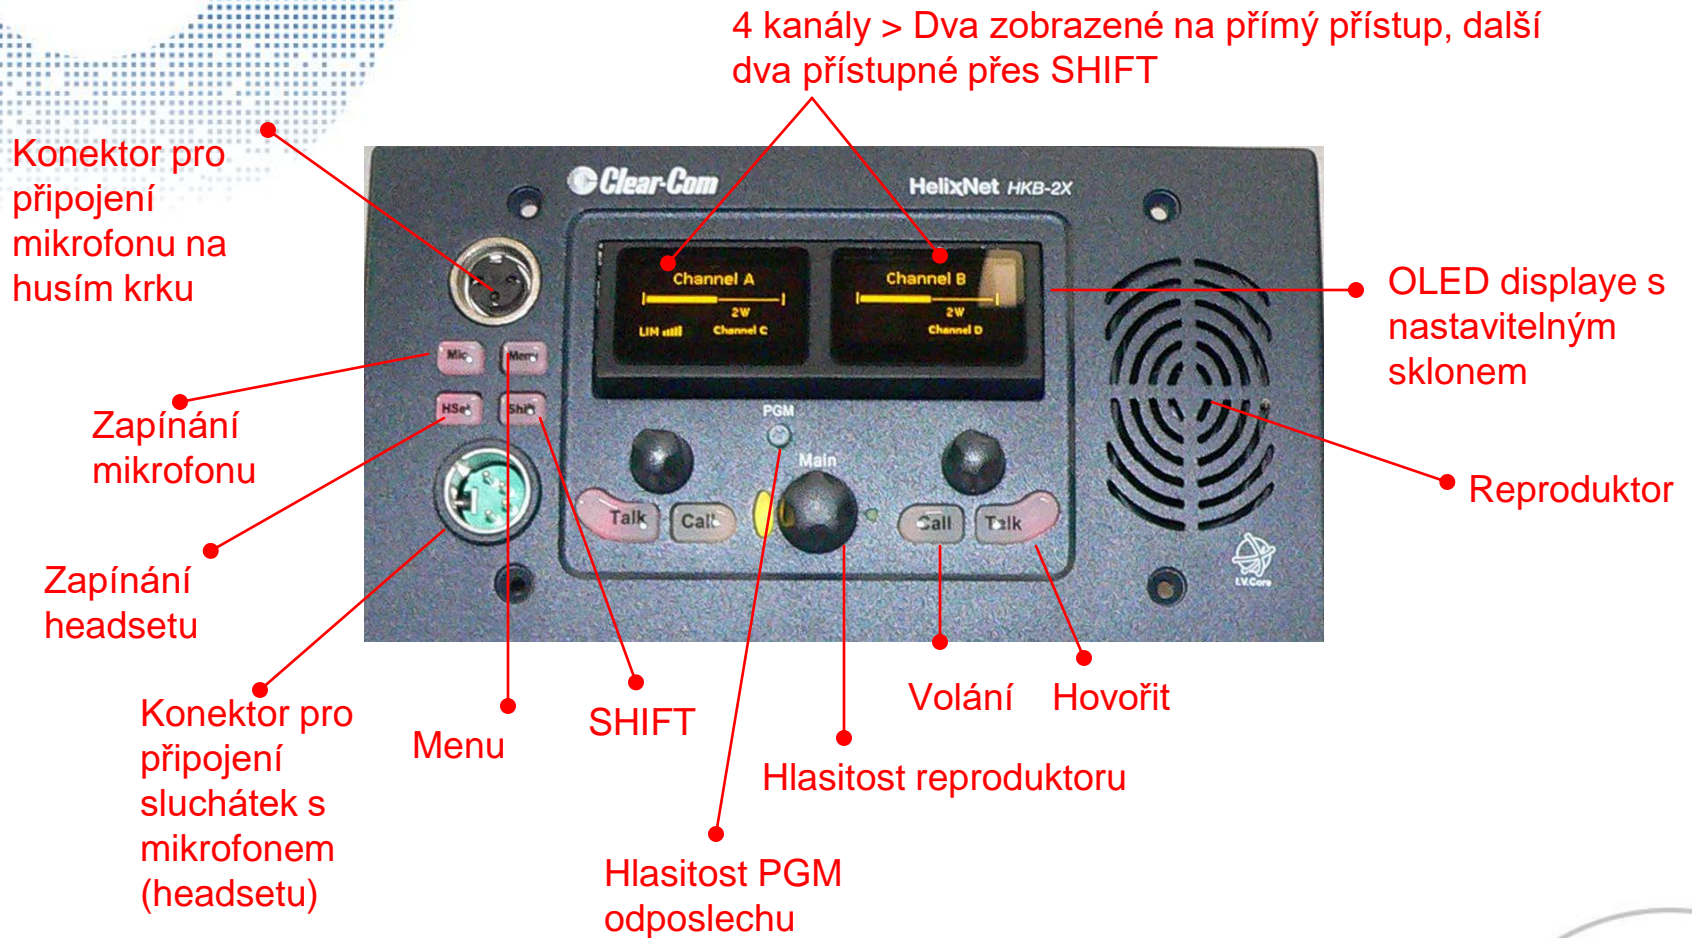 4 kanály > Dva zobrazené na přímý přístup, další
dva přístupné přes SHIFT
Konektor pro
připojení
mikrofonu na
husím krku
Clear-Com
HelixNet HKB-2X
Channel A
2W
LIM
Channel C
Channel B
2W
Channel D
OLED displaye s
nastavitelným
sklonem
Mic
Menu
HSet
Shift
PGM
Main
Talk
Call
Call
Talk
I.V.Core
Zapínání
mikrofonu
Reproduktor
Zapínání
headsetu
Konektor pro
připojení
sluchátek s
mikrofonem
(headsetu)
Menu
SHIFT
Volání
Hovořit
Hlasitost reproduktoru
Hlasitost PGM
odposlechu